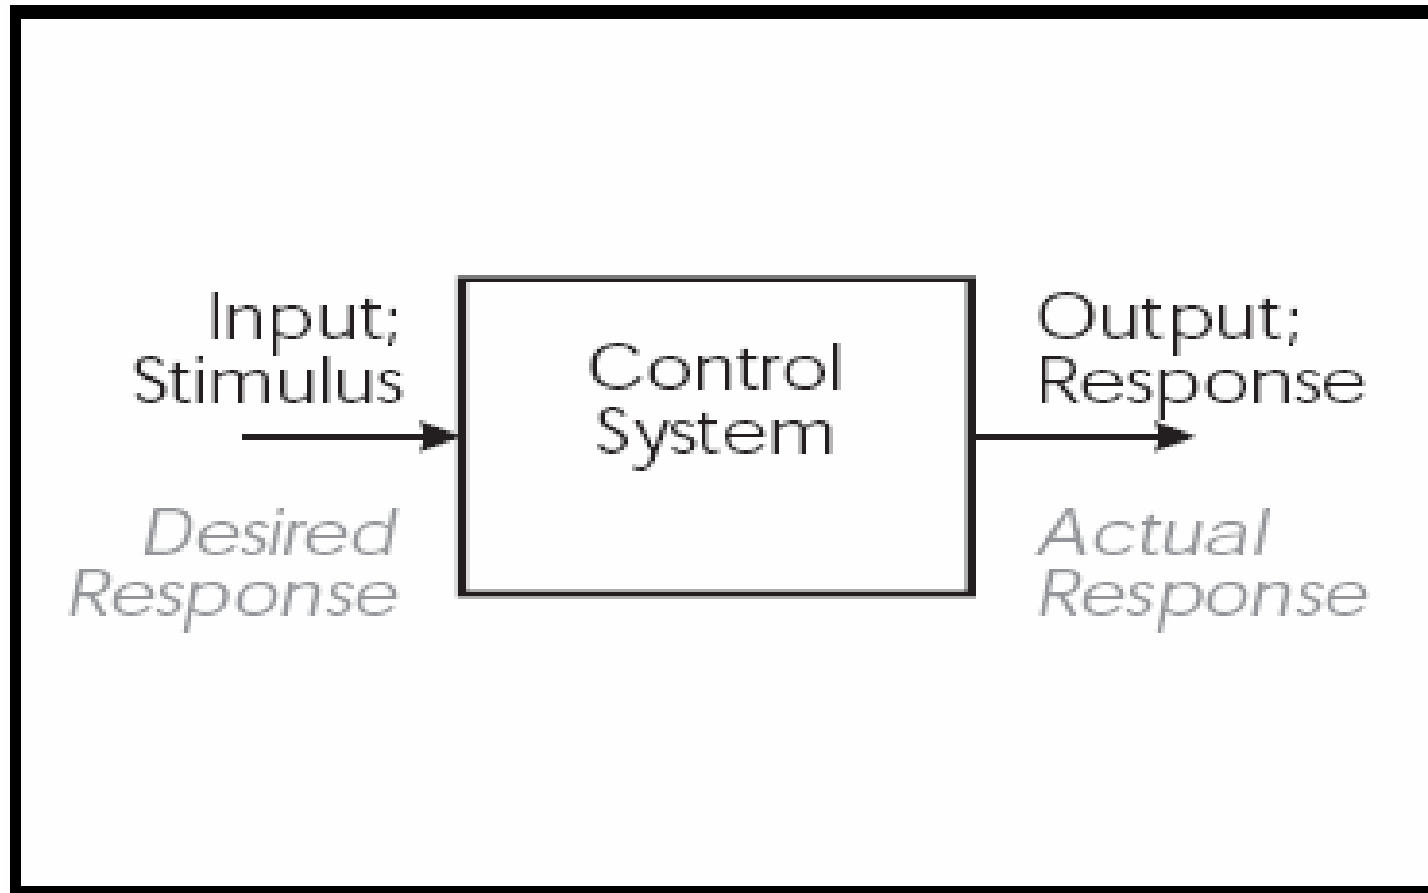 Input;
Stimulus
Desired
Response
Control
System
Output;
Response
Actual
Response